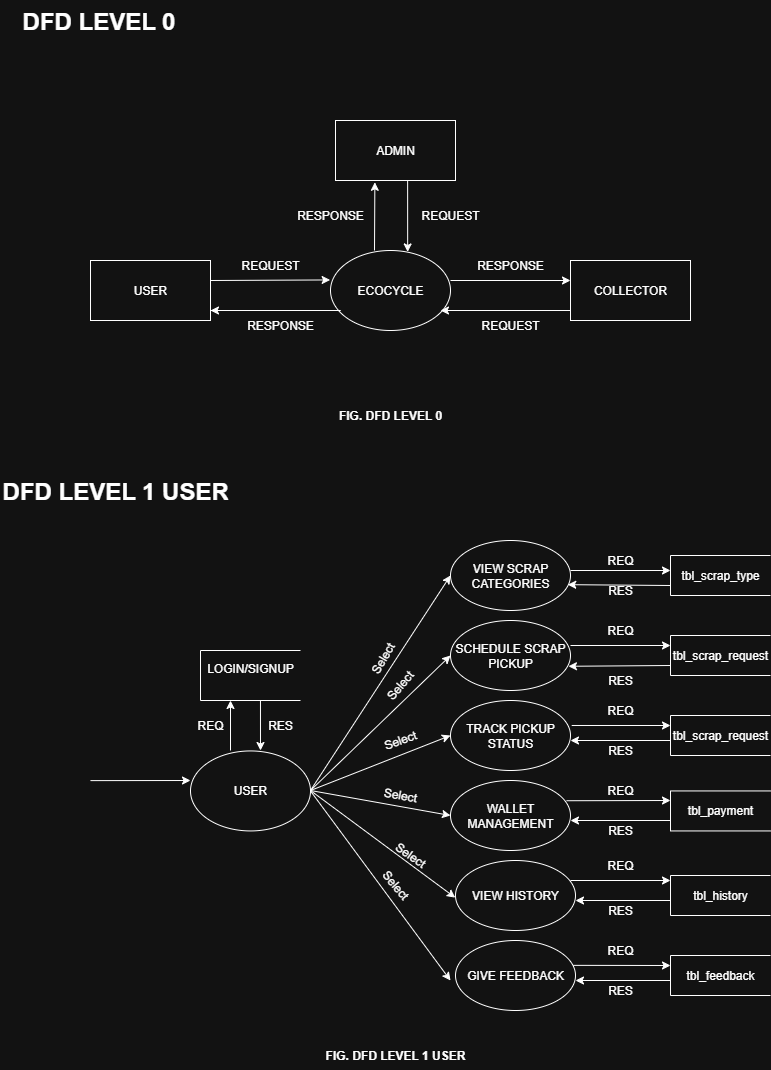 DFD LEVEL 0
ADMIN
RESPONSE
REQUEST
REQUEST
RESPONSE
USER
ECOCYCLE
COLLECTOR
RESPONSE
REQUEST
FIG. DFD LEVEL 0
DFD LEVEL 1 USER
VIEW SCRAP
CATEGORIES
REQ
RES
tbl_scrap_type
Select
SCHEDULE SCRAP
PICKUP
REQ
RES
tbl_scrap_request
Select
LOGIN/SIGNUP
REQ
RES
TRACK PICKUP
STATUS
REQ
RES
tbl_scrap_request
Select
USER
Select
WALLET
MANAGEMENT
REQ
RES
tbl_payment
Select
VIEW HISTORY
REQ
RES
tbl_history
Select
GIVE FEEDBACK
REQ
RES
tbl_feedback
FIG. DFD LEVEL 1 USER